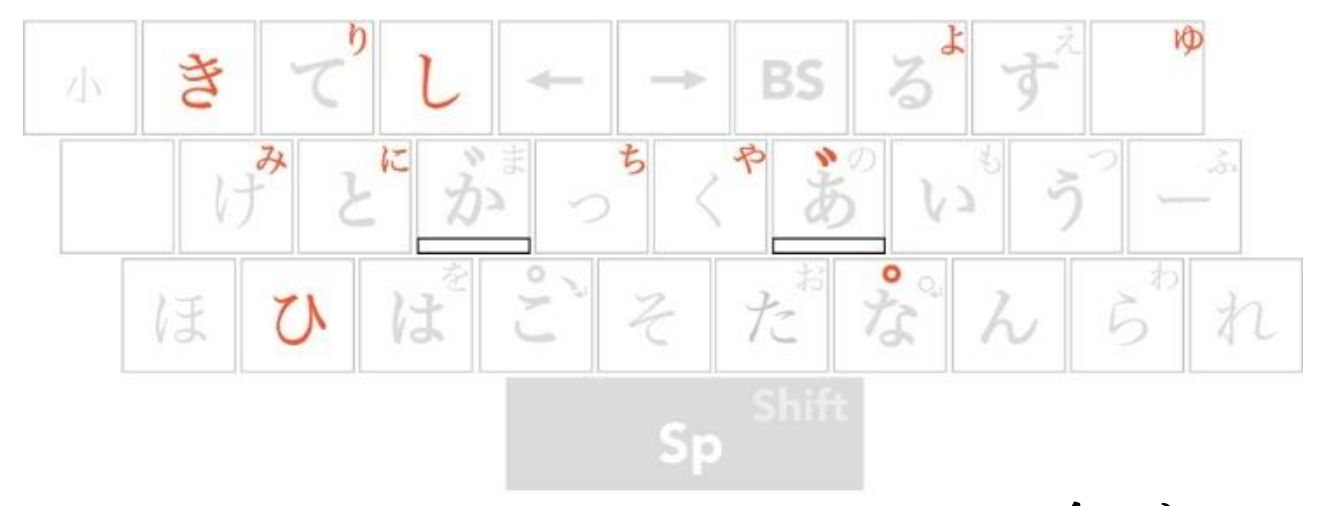 小 き てり し ← → BS るよ すえ ゆ
けみ とに か゛ま っち くや あ゛の いも うつ ーふ
ほ ひ はを こ゜、 そ たお な゜。 ん らわ れ
Sp Shift